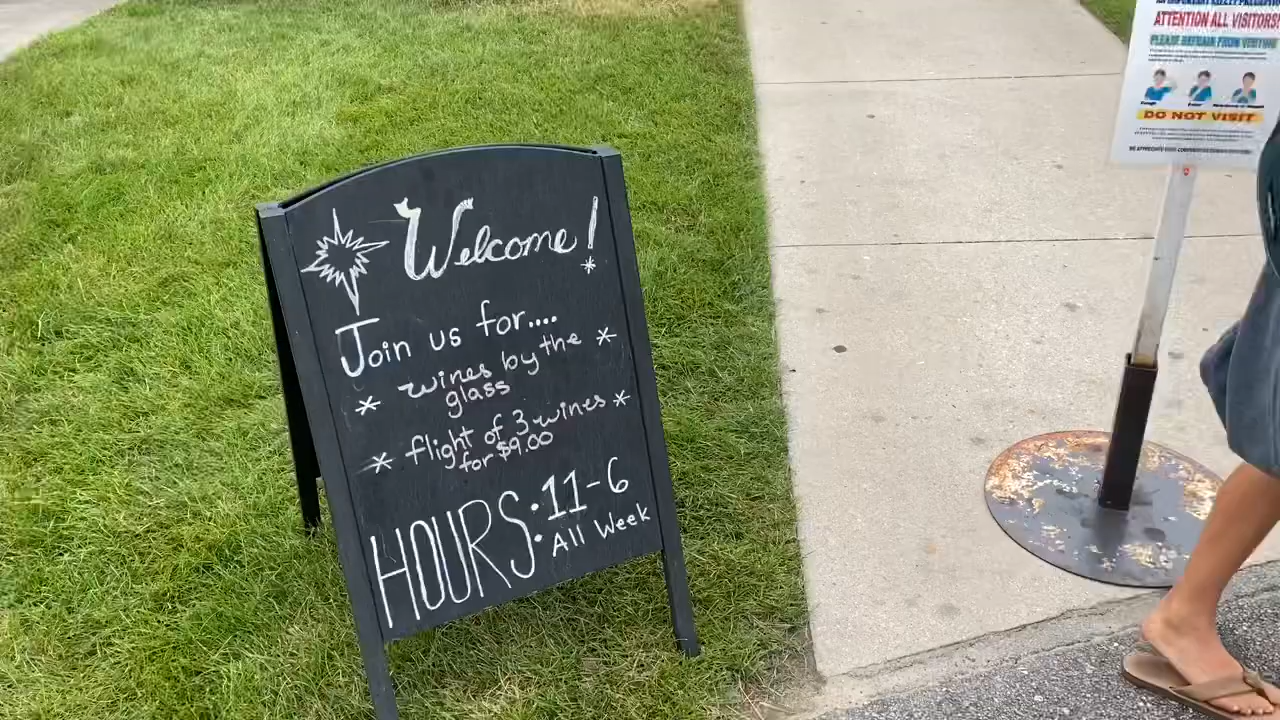 Welcome!
Join us for....
* wines by the *
glass
* flight of 3 wines *
for $9.00
HOURS: 11-6
All Week
ATTENTION ALL VISITORS!
PLEASE REFRAIN FROM VISITING
DO NOT VISIT